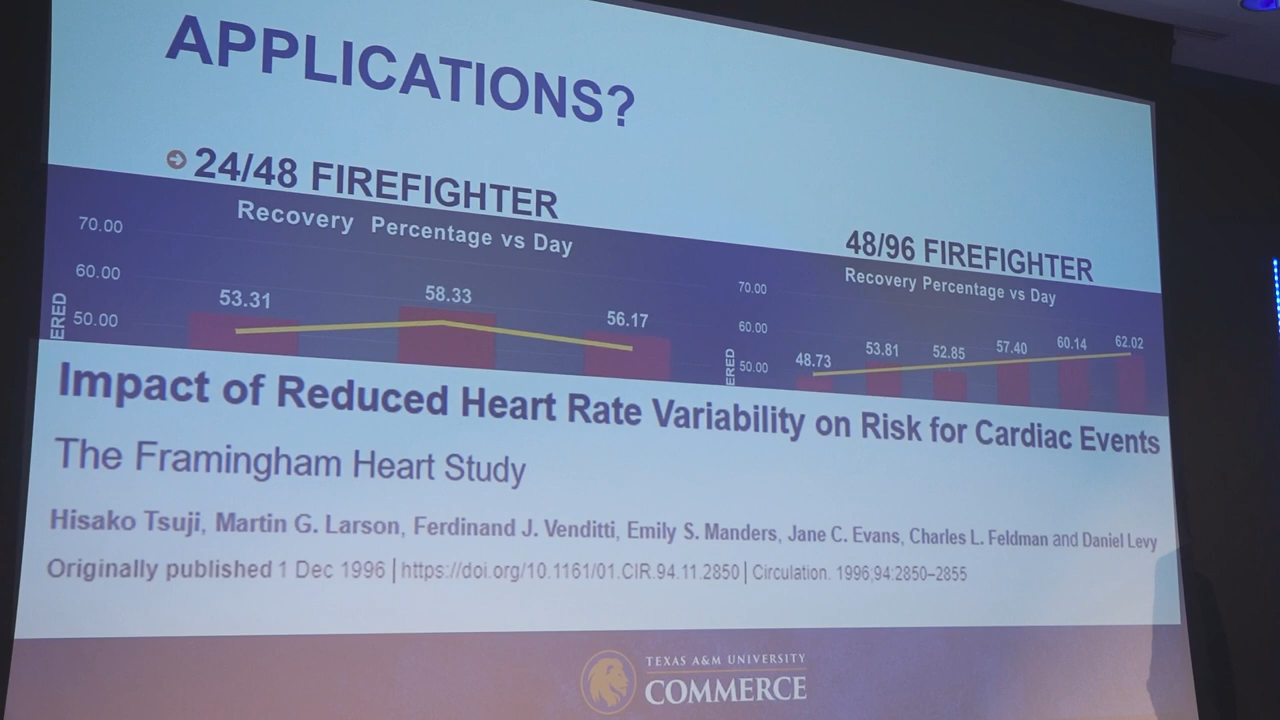 APPLICATIONS?
24/48 FIREFIGHTER
Recovery Percentage vs Day
70.00
60.00
50.00
ERED
53.31
58.33
56.17
48/96 FIREFIGHTER
Recovery Percentage vs Day
70.00
60.00
50.00
ERED
48.73
53.81
52.85
57.40
60.14
62.02
Impact of Reduced Heart Rate Variability on Risk for Cardiac Events
The Framingham Heart Study
Hisako Tsuji, Martin G. Larson, Ferdinand J. Venditti, Emily S. Manders, Jane C. Evans, Charles L. Feldman and Daniel Levy
Originally published 1 Dec 1996 | https://doi.org/10.1161/01.CIR.94.11.2850 | Circulation. 1996;94:2850–2855
TEXAS A&M UNIVERSITY
COMMERCE